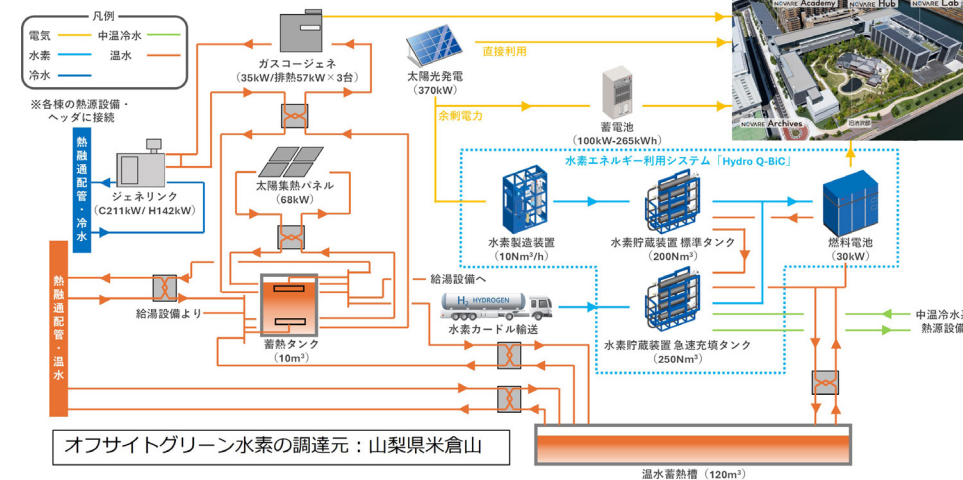 凡例
電気
中温冷水
水素
温水
冷水
※各棟の熱源設備・
ヘッダに接続
ガスコージェネ
(35kW/排熱57kW×3台)
太陽光発電
(370kW)
直接利用
余剰電力
蓄電池
(100kW-265kWh)
NOVARE Academy
NOVARE Hub
NOVARE Lab
NOVARE Archives
旧渋沢邸
熱融通配管・冷水
ジェネリンク
(C211kW/ H142kW)
太陽集熱パネル
(68kW)
水素エネルギー利用システム「Hydro Q-BiC」
水素製造装置
(10Nm³/h)
水素貯蔵装置 標準タンク
(200Nm³)
燃料電池
(30kW)
熱融通配管・温水
給湯設備より
給湯設備へ
蓄熱タンク
(10m³)
H₂ HYDROGEN
水素カードル輸送
水素貯蔵装置 急速充填タンク
(250Nm³)
中温冷水
熱源設備
オフサイトグリーン水素の調達元：山梨県米倉山
温水蓄熱槽（120m³）